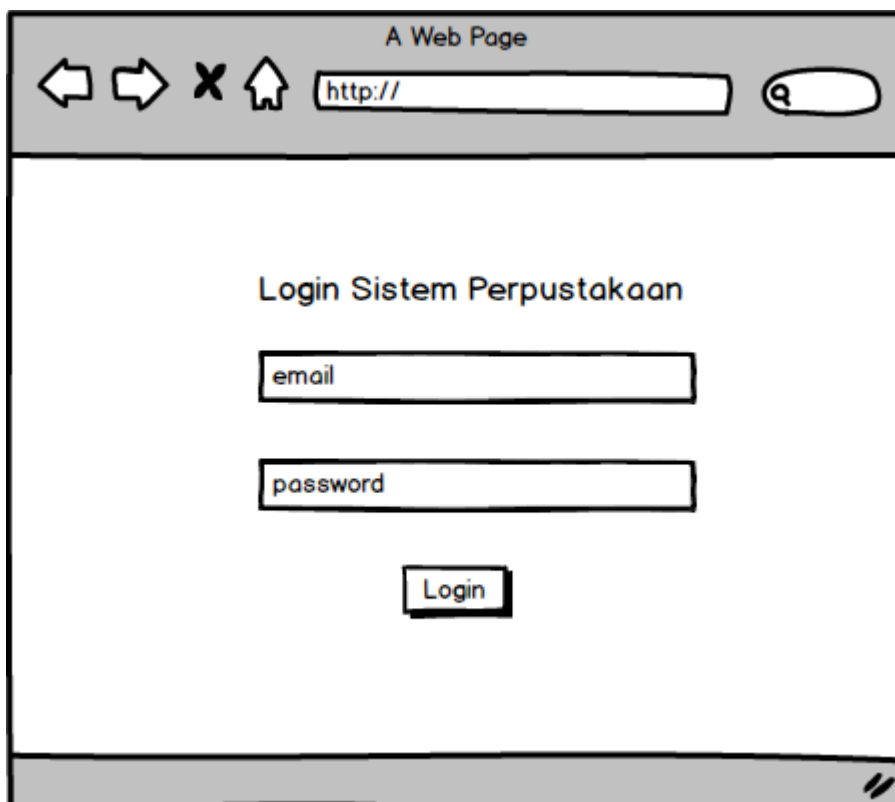 A Web Page
http://
Login Sistem Perpustakaan
email
password
Login